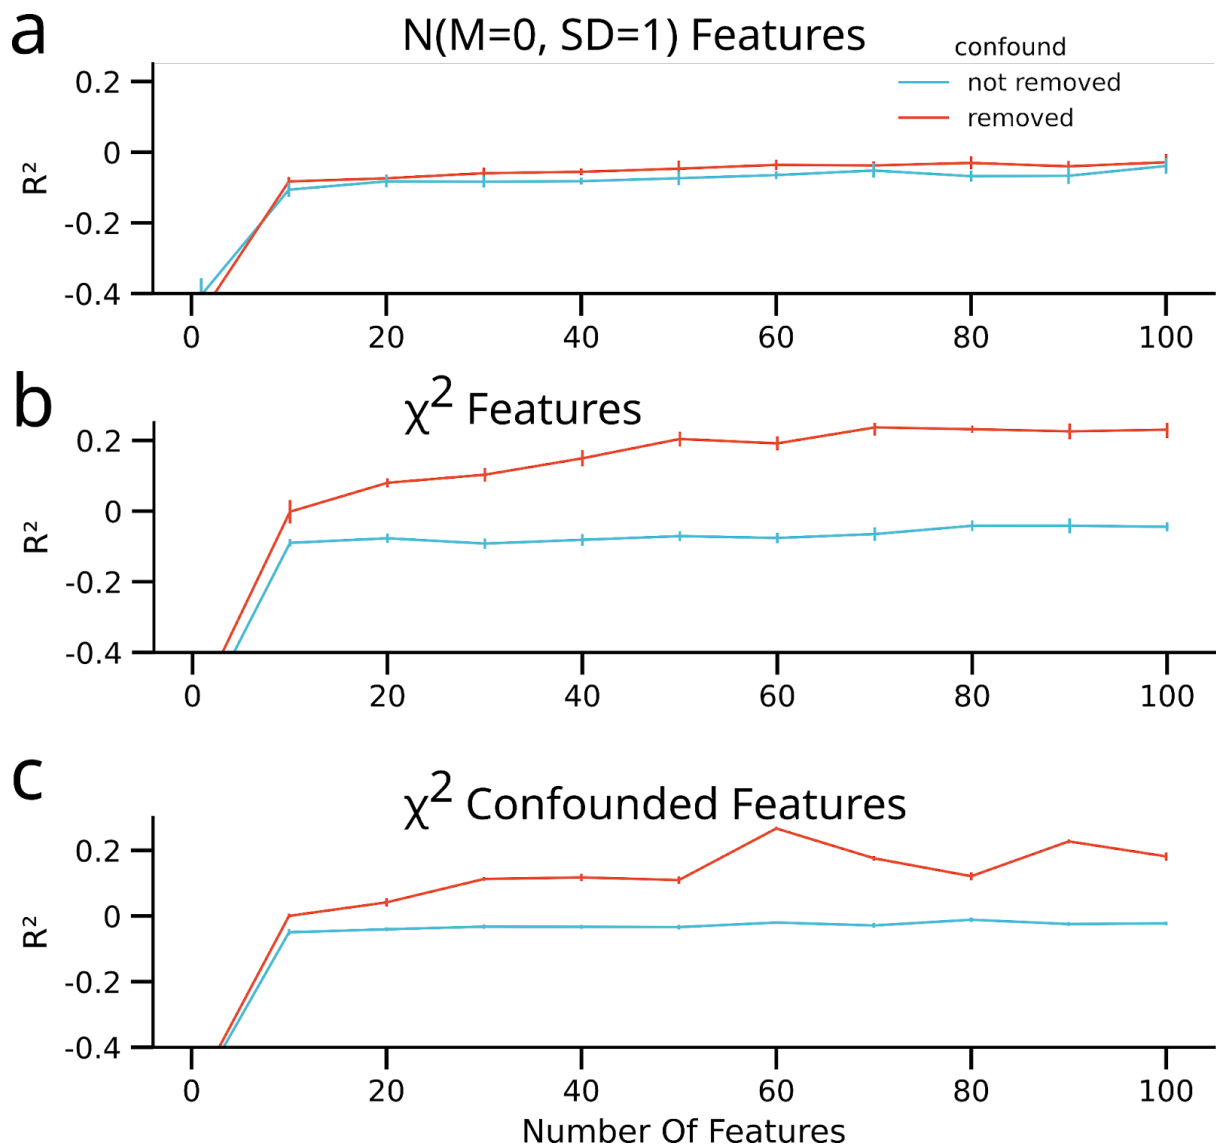 a
N(M=0, SD=1) Features
confound
not removed
removed
0.2
0
-0.2
-0.4
R²
0 20 40 60 80 100
b
χ² Features
0.2
0
-0.2
-0.4
R²
0 20 40 60 80 100
c
χ² Confounded Features
0.2
0
-0.2
-0.4
R²
0 20 40 60 80 100
Number Of Features